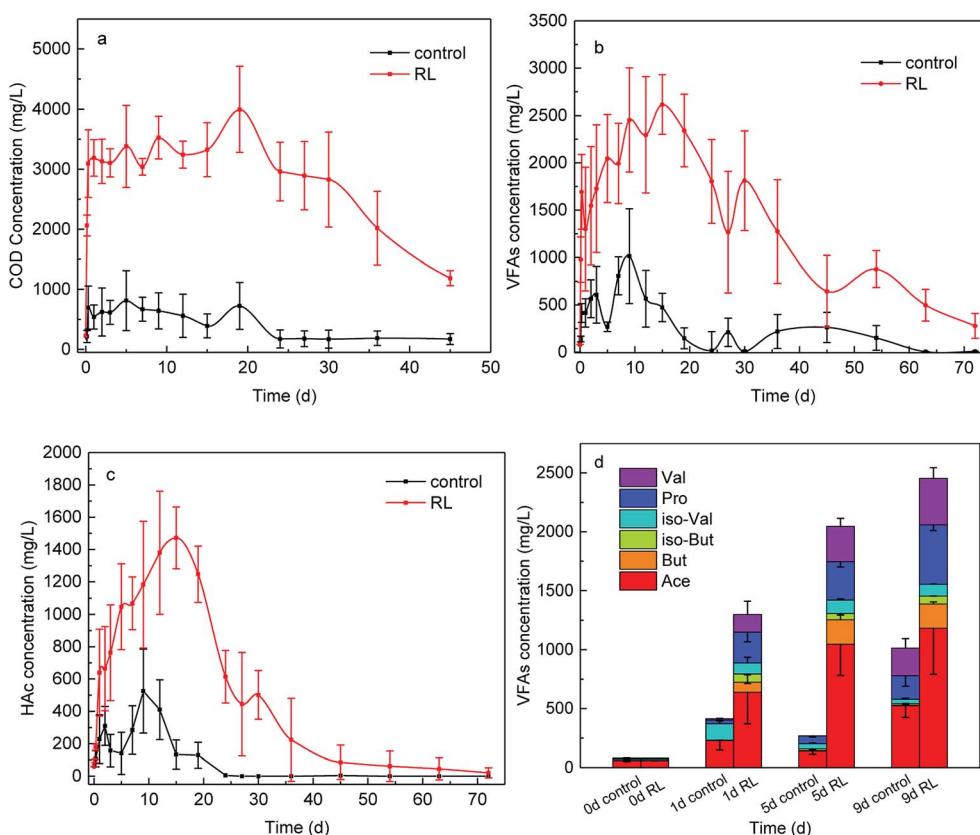 a
control
RL
COD Concentration (mg/L)
5000
4000
3000
2000
1000
0
0 10 20 30 40 50
Time (d)
b
control
RL
VFAs concentration (mg/L)
3500
3000
2500
2000
1500
1000
500
0
0 10 20 30 40 50 60 70
Time (d)
c
control
RL
HAc concentration (mg/L)
2000
1800
1600
1400
1200
1000
800
600
400
200
0
0 10 20 30 40 50 60 70
Time (d)
d
Val
Pro
iso-Val
iso-But
But
Ace
VFAs concentration (mg/L)
2500
2000
1500
1000
500
0
0d control 0d RL 1d control 1d RL 5d control 5d RL 9d control 9d RL
Time (d)